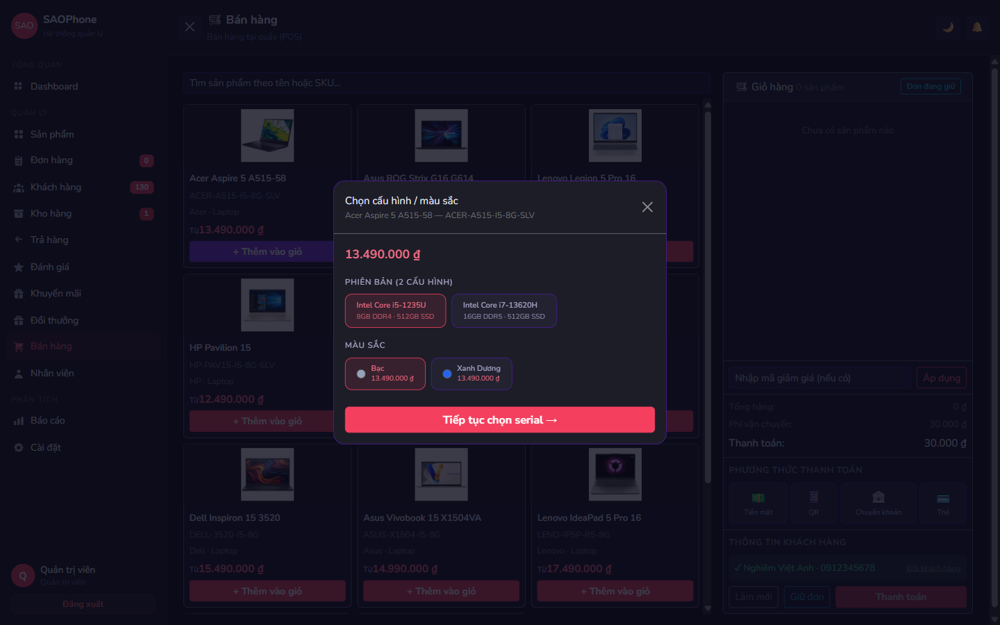 SAO
SAOPhone
Hệ thống quản lý
TỔNG QUAN
Dashboard
QUẢN LÝ
Sản phẩm
Đơn hàng 0
Khách hàng 130
Kho hàng 1
Trả hàng
Đánh giá
Khuyến mãi
Đổi thưởng
Bán hàng
Nhân viên
PHÂN TÍCH
Báo cáo
Cài đặt
Q
Quản trị viên
Quản trị viên
Đăng xuất
Bán hàng
Bán hàng tại quầy (POS)
Tìm sản phẩm theo tên hoặc SKU...
Acer Aspire 5 A515-58
ACER-A515-I5-8G-SLV
Acer · Laptop
Từ 13.490.000 ₫
+ Thêm vào giỏ
Asus ROG Strix G16 G614
Lenovo Legion 5 Pro 16
HP Pavilion 15
HP-PAV15-I5-8G-SLV
HP · Laptop
Từ 12.490.000 ₫
+ Thêm vào giỏ
Dell Inspiron 15 3520
DELL-3520-I5-8G
Dell · Laptop
Từ 15.490.000 ₫
+ Thêm vào giỏ
Asus Vivobook 15 X1504VA
ASUS-X1504-I5-8G
Asus · Laptop
Từ 14.990.000 ₫
+ Thêm vào giỏ
Lenovo IdeaPad 5 Pro 16
LENO-IP5P-R5-8G
Lenovo · Laptop
Từ 17.490.000 ₫
+ Thêm vào giỏ
Chọn cấu hình / màu sắc
Acer Aspire 5 A515-58 — ACER-A515-I5-8G-SLV
13.490.000 ₫
PHIÊN BẢN (2 CẤU HÌNH)
Intel Core i5-1235U
8GB DDR4 · 512GB SSD
Intel Core i7-13620H
16GB DDR5 · 512GB SSD
MÀU SẮC
Bạc
13.490.000 ₫
Xanh Dương
13.490.000 ₫
Tiếp tục chọn serial →
Giỏ hàng 0 sản phẩm
Đơn đang giữ
Chưa có sản phẩm nào
Nhập mã giảm giá (nếu có)
Áp dụng
Tổng hàng: 0 ₫
Phí vận chuyển: 30.000 ₫
Thanh toán: 30.000 ₫
PHƯƠNG THỨC THANH TOÁN
Tiền mặt
QR
Chuyển khoản
Thẻ
THÔNG TIN KHÁCH HÀNG
✓ Nghiêm Việt Anh · 0912345678
Đổi khách hàng
Làm mới
Giữ đơn
Thanh toán